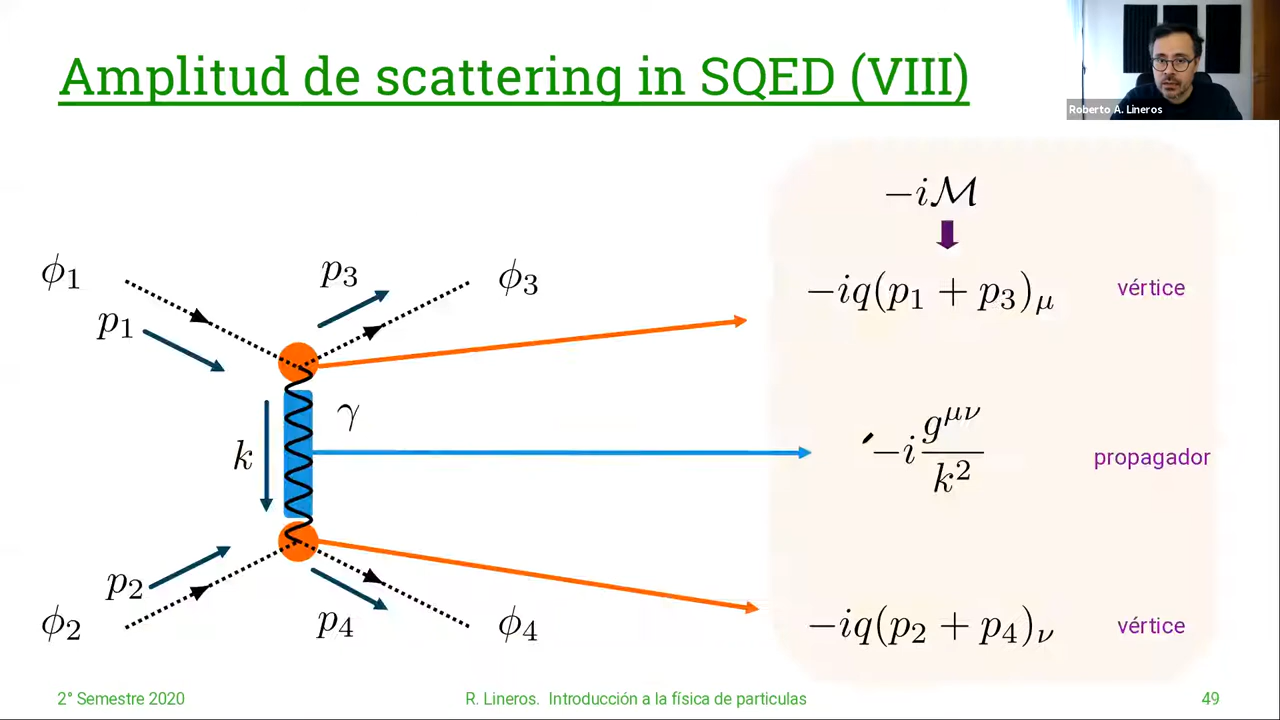 Amplitud de scattering in SQED (VIII)
Roberto A. Lineros
−iM
ϕ1
p1
p3
ϕ3
−iq(p1 + p3)μ
vértice
γ
k
−i g^{μν}/k^2
propagador
p2
ϕ2
p4
ϕ4
−iq(p2 + p4)ν
vértice
2° Semestre 2020
R. Lineros. Introducción a la física de particulas
49